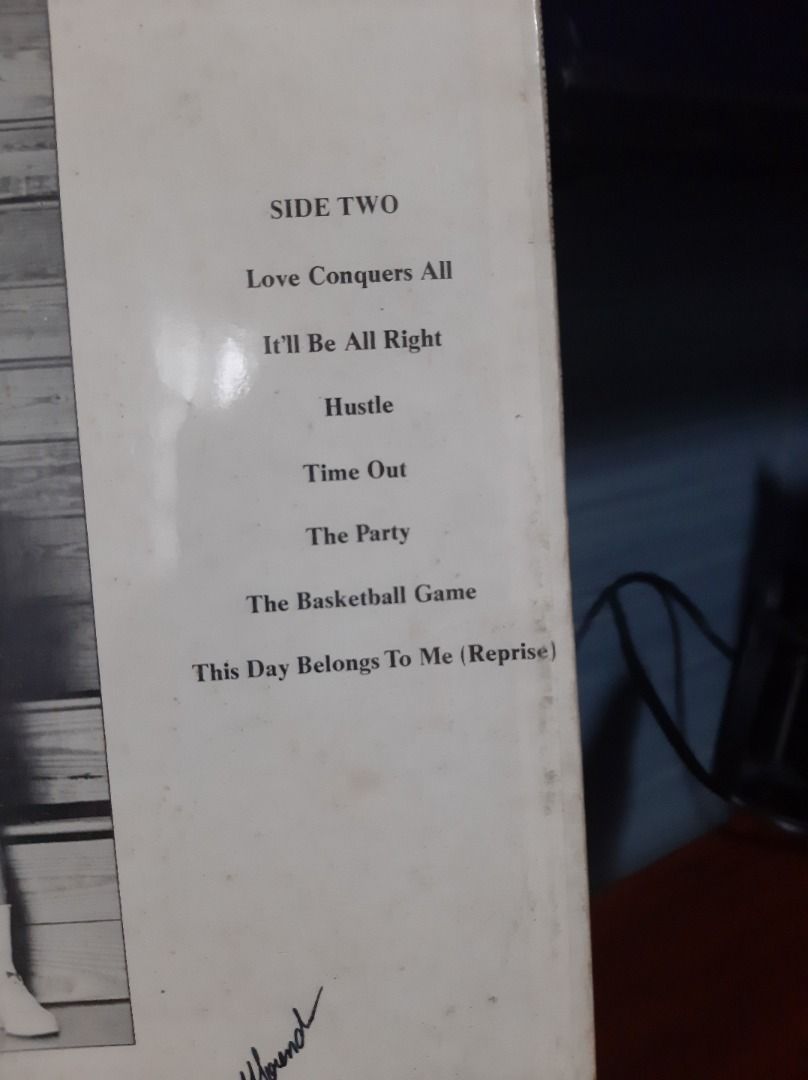 SIDE TWO
Love Conquers All
It'll Be All Right
Hustle
Time Out
The Party
The Basketball Game
This Day Belongs To Me (Reprise)